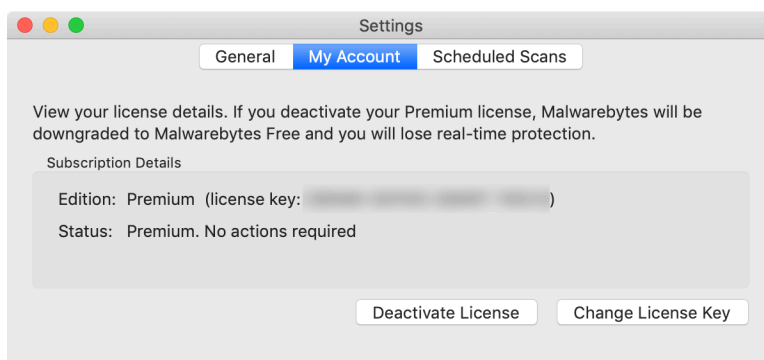 Settings
General My Account Scheduled Scans
View your license details. If you deactivate your Premium license, Malwarebytes will be
downgraded to Malwarebytes Free and you will lose real-time protection.
Subscription Details
Edition: Premium (license key: )
Status: Premium. No actions required
Deactivate License Change License Key